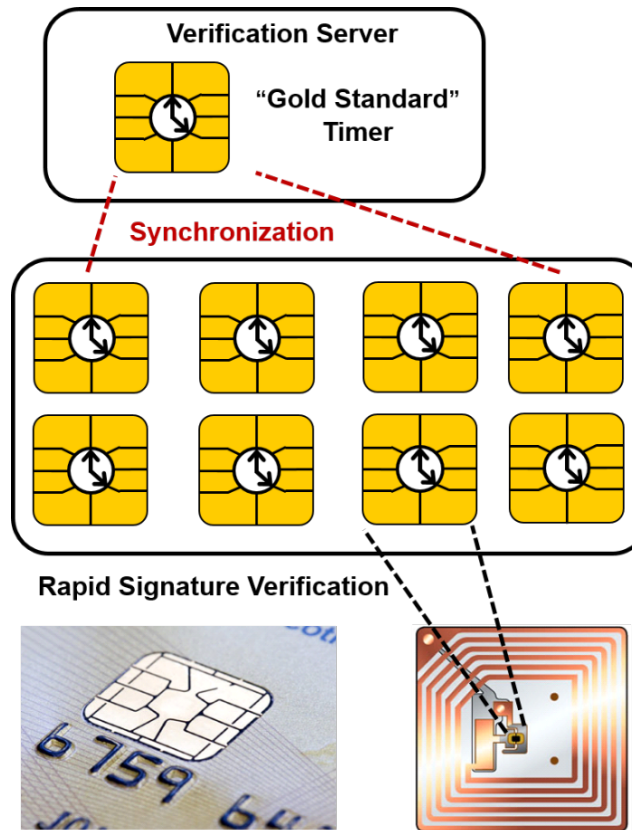 Verification Server
“Gold Standard”
Timer
Synchronization
Rapid Signature Verification
6759